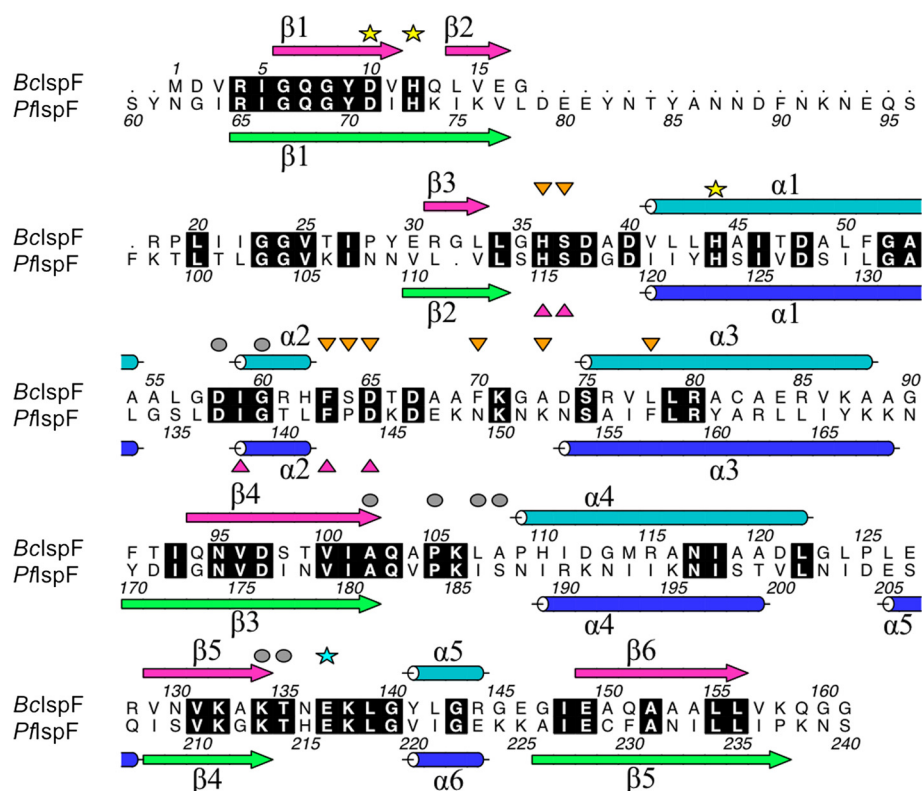 β1 β2
1 5 10 15
BcIspF . . M D V R I G Q G Y D V H Q L V E G . . . . . . . . . . . . . . . . . .
PfIspF S Y N G I R I G Q G Y D I H K I K V L D E E Y N T Y A N N D F N K N E Q S
60 65 70 75 80 85 90 95
β1
β3 α1
20 25 30 35 40 45 50
BcIspF . R P L I I G G V T I P Y E R G L L G H S D A D V L L H A I T D A L F G A
PfIspF F K T L T L G G V K I N N V L . V L S H S D G D I I Y H S I V D S I L G A
100 105 110 115 120 125 130
β2 α1
α2 α3
55 60 65 70 75 80 85 90
BcIspF A A L G D I G R H F S D T D A A F K G A D S R V L L R A C A E R V K A A G
PfIspF L G S L D I G T L F P D K D E K N K N K N S A I F L R Y A R L L I Y K K N
135 140 145 150 155 160 165
α2 α3
β4 α4
95 100 105 110 115 120 125
BcIspF F T I Q N V D S T V I A Q A P K L A P H I D G M R A N I A A D L G L P L E
PfIspF Y D I G N V D I N V I A Q V P K I S N I R K N I I K N I S T V L N I D E S
170 175 180 185 190 195 200 205
β3 α4 α5
β5 α5 β6
130 135 140 145 150 155 160
BcIspF R V N V K A K T N E K L G Y L G R G E G I E A Q A A A L L V K Q G G
PfIspF Q I S V K G K T H E K L G V I G E K K A I E C F A N I L L I P K N S
210 215 220 225 230 235 240
β4 α6 β5